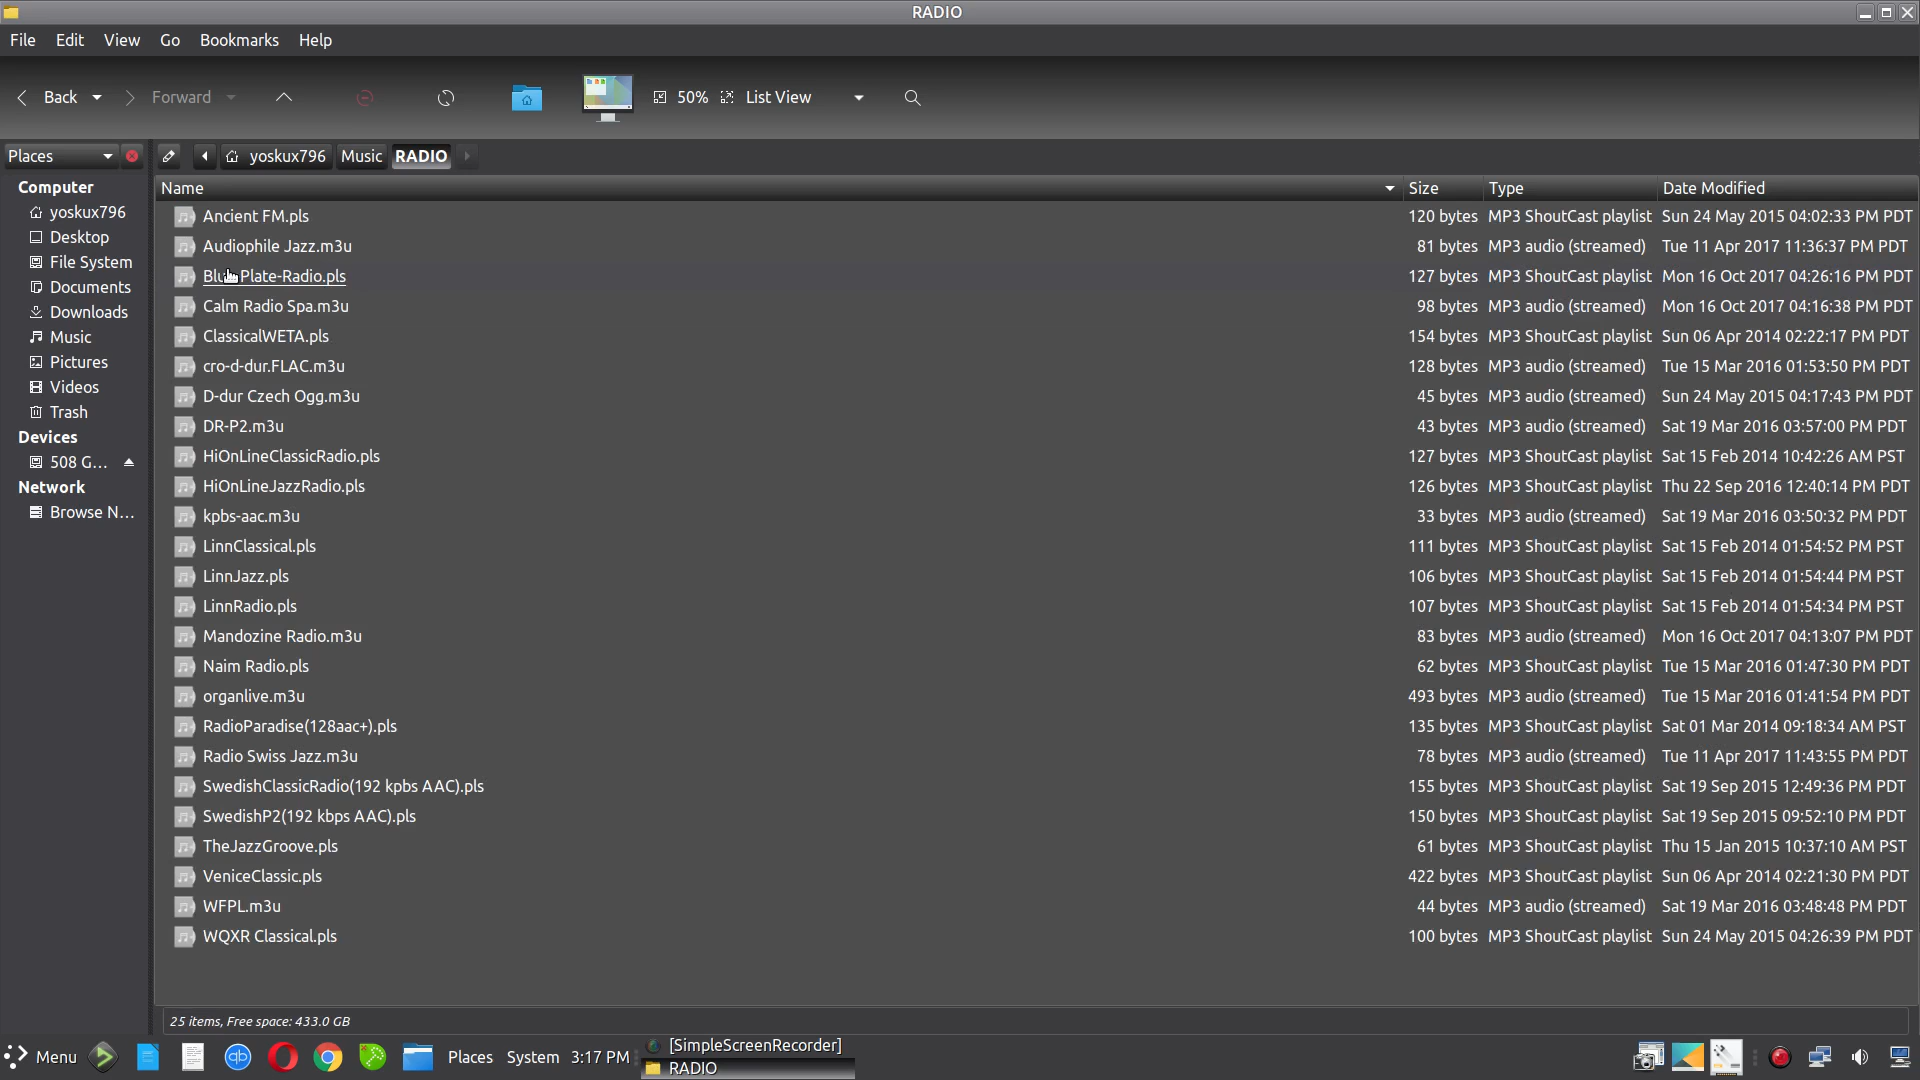 RADIO
File Edit View Go Bookmarks Help
Back Forward 50% List View
Places yoskux796 Music RADIO
Name Size Type Date Modified
Computer
yoskux796
Desktop
File System
Documents
Downloads
Music
Pictures
Videos
Trash
Devices
508 G...
Network
Browse N...
Ancient FM.pls 120 bytes MP3 ShoutCast playlist Sun 24 May 2015 04:02:33 PM PDT
Audiophile Jazz.m3u 81 bytes MP3 audio (streamed) Tue 11 Apr 2017 11:36:37 PM PDT
Plate-Radio.pls 127 bytes MP3 ShoutCast playlist Mon 16 Oct 2017 04:26:16 PM PDT
Calm Radio Spa.m3u 98 bytes MP3 audio (streamed) Mon 16 Oct 2017 04:16:38 PM PDT
ClassicalWETA.pls 154 bytes MP3 ShoutCast playlist Sun 06 Apr 2014 02:22:17 PM PDT
cro-d-dur.FLAC.m3u 128 bytes MP3 audio (streamed) Tue 15 Mar 2016 01:53:50 PM PDT
D-dur Czech Ogg.m3u 45 bytes MP3 audio (streamed) Sun 24 May 2015 04:17:43 PM PDT
DR-P2.m3u 43 bytes MP3 audio (streamed) Sat 19 Mar 2016 03:57:00 PM PDT
HiOnLineClassicRadio.pls 127 bytes MP3 ShoutCast playlist Sat 15 Feb 2014 10:42:26 AM PST
HiOnLineJazzRadio.pls 126 bytes MP3 ShoutCast playlist Thu 22 Sep 2016 12:40:14 PM PDT
kpbs-aac.m3u 33 bytes MP3 audio (streamed) Sat 19 Mar 2016 03:50:32 PM PDT
LinnClassical.pls 111 bytes MP3 ShoutCast playlist Sat 15 Feb 2014 01:54:52 PM PST
LinnJazz.pls 106 bytes MP3 ShoutCast playlist Sat 15 Feb 2014 01:54:44 PM PST
LinnRadio.pls 107 bytes MP3 ShoutCast playlist Sat 15 Feb 2014 01:54:34 PM PST
Mandozine Radio.m3u 83 bytes MP3 audio (streamed) Mon 16 Oct 2017 04:13:07 PM PDT
Naim Radio.pls 62 bytes MP3 ShoutCast playlist Tue 15 Mar 2016 01:47:30 PM PDT
organlive.m3u 493 bytes MP3 audio (streamed) Tue 15 Mar 2016 01:41:54 PM PDT
RadioParadise(128aac+).pls 135 bytes MP3 ShoutCast playlist Sat 01 Mar 2014 09:18:34 AM PST
Radio Swiss Jazz.m3u 78 bytes MP3 audio (streamed) Tue 11 Apr 2017 11:43:55 PM PDT
SwedishClassicRadio(192 kpbs AAC).pls 155 bytes MP3 ShoutCast playlist Sat 19 Sep 2015 12:49:36 PM PDT
SwedishP2(192 kbps AAC).pls 150 bytes MP3 ShoutCast playlist Sat 19 Sep 2015 09:52:10 PM PDT
TheJazzGroove.pls 61 bytes MP3 ShoutCast playlist Thu 15 Jan 2015 10:37:10 AM PST
VeniceClassic.pls 422 bytes MP3 ShoutCast playlist Sun 06 Apr 2014 02:21:30 PM PDT
WFPL.m3u 44 bytes MP3 audio (streamed) Sat 19 Mar 2016 03:48:48 PM PDT
WQXR Classical.pls 100 bytes MP3 ShoutCast playlist Sun 24 May 2015 04:26:39 PM PDT
25 items, Free space: 433.0 GB
Menu Places System 3:17 PM [SimpleScreenRecorder]
RADIO